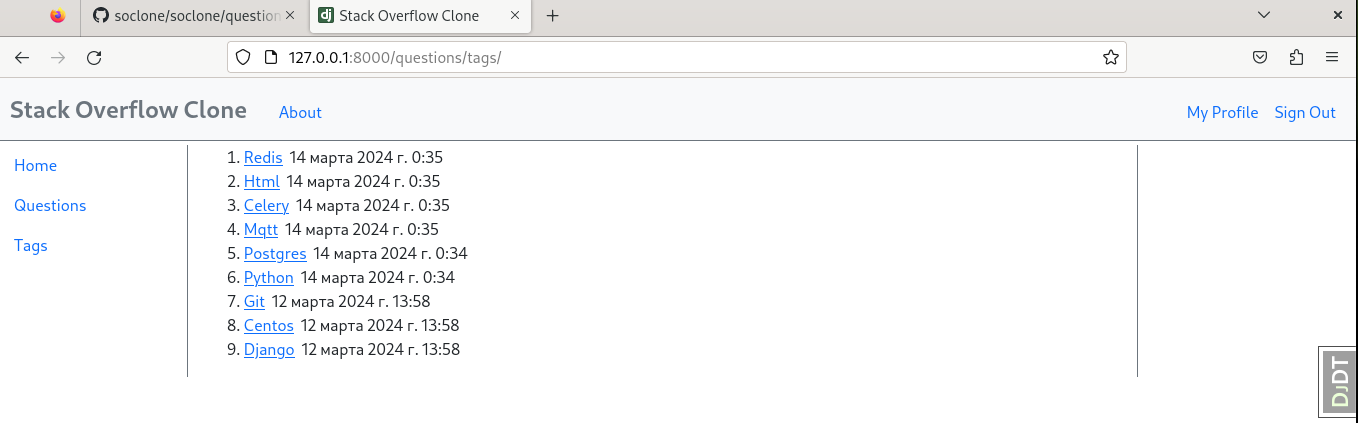 soclone/soclone/question
Stack Overflow Clone
127.0.0.1:8000/questions/tags/
Stack Overflow Clone About My Profile Sign Out
Home
Questions
Tags
1. Redis 14 марта 2024 г. 0:35
2. Html 14 марта 2024 г. 0:35
3. Celery 14 марта 2024 г. 0:35
4. Mqtt 14 марта 2024 г. 0:35
5. Postgres 14 марта 2024 г. 0:34
6. Python 14 марта 2024 г. 0:34
7. Git 12 марта 2024 г. 13:58
8. Centos 12 марта 2024 г. 13:58
9. Django 12 марта 2024 г. 13:58
DJDT